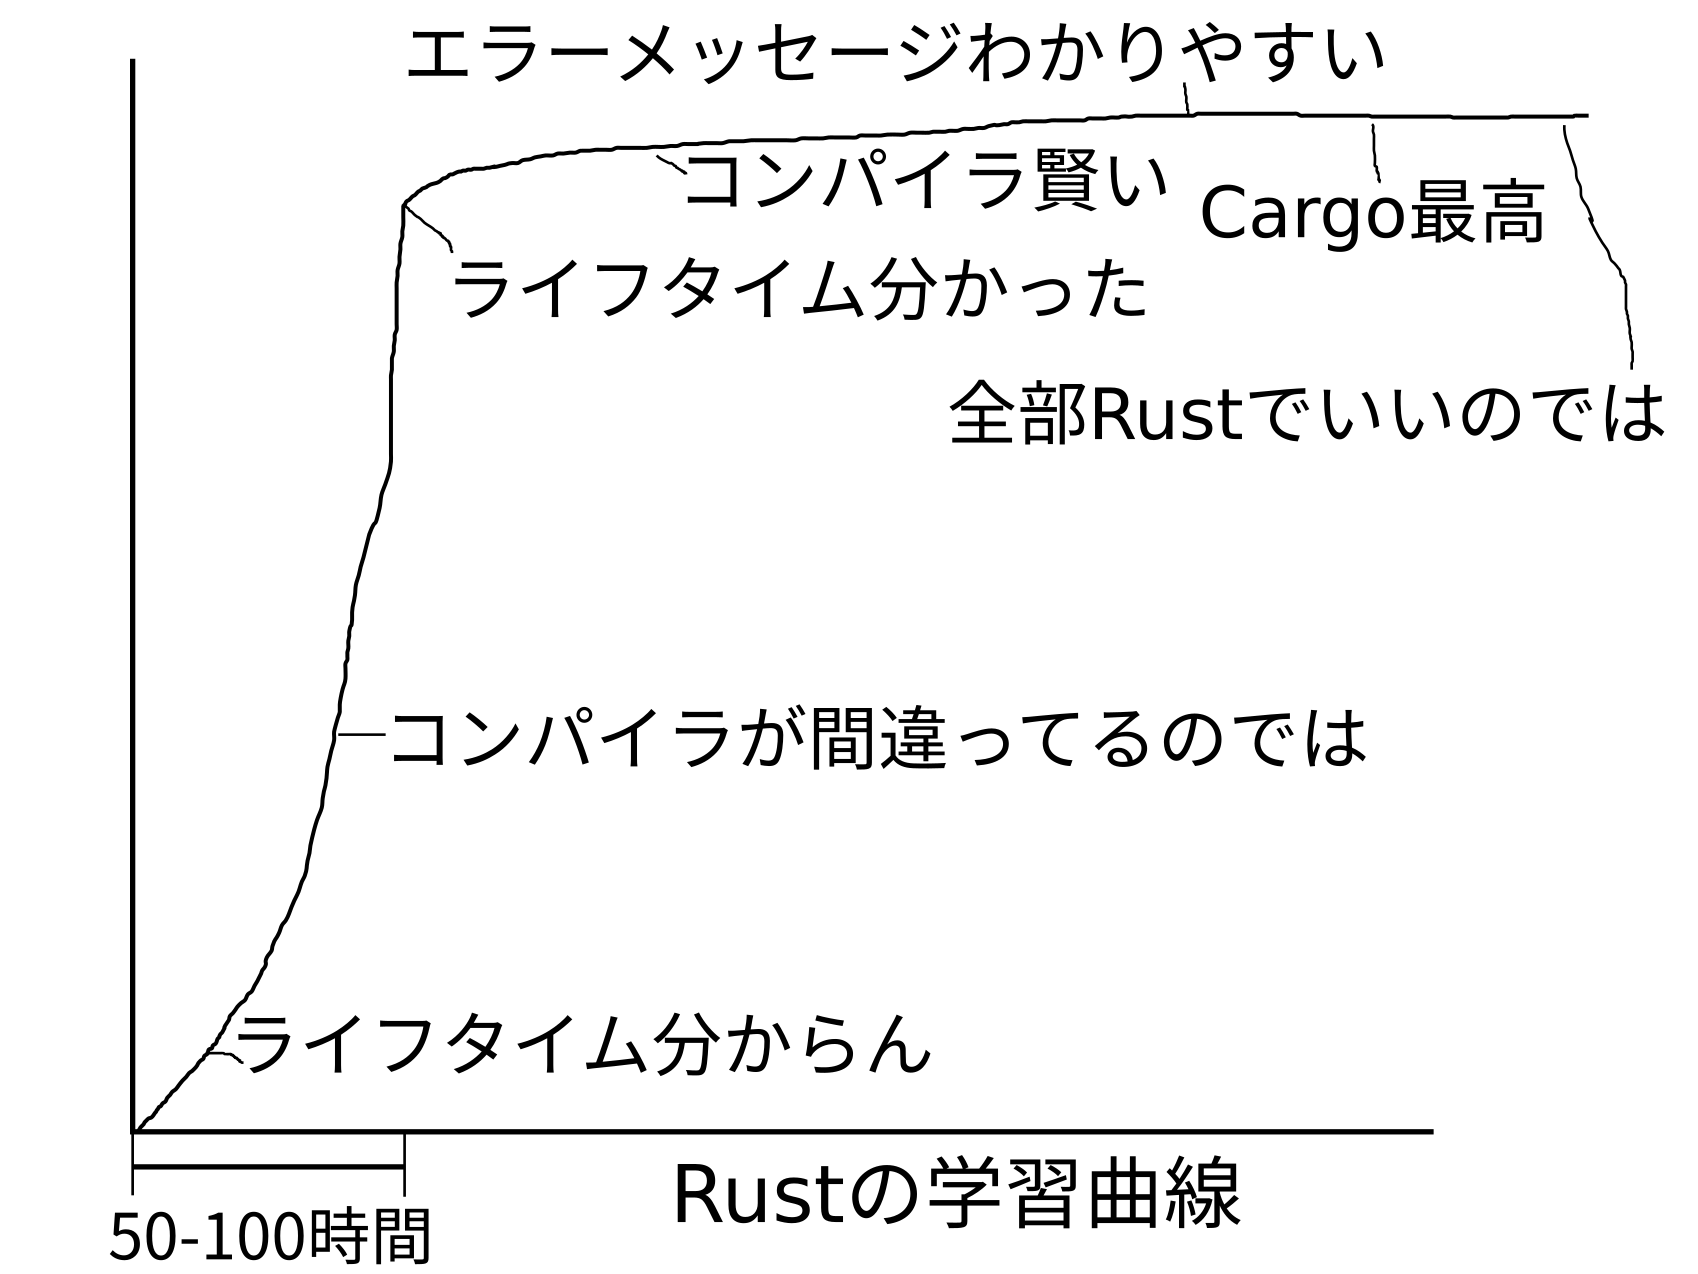 エラーメッセージわかりやすい
コンパイラ賢い
Cargo最高
ライフタイム分かった
全部Rustでいいのでは
コンパイラが間違ってるのでは
ライフタイム分からん
Rustの学習曲線
50-100時間